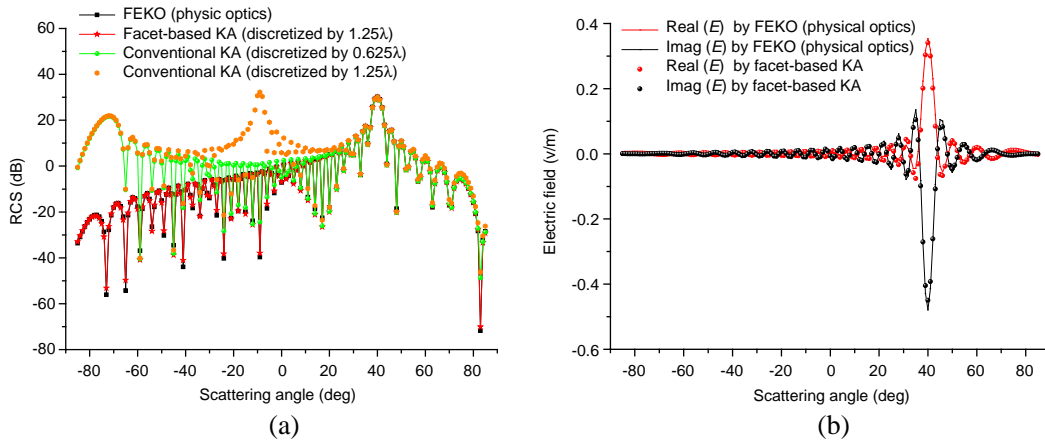 FEKO (physic optics)
Facet-based KA (discretized by 1.25λ)
Conventional KA (discretized by 0.625λ)
Conventional KA (discretized by 1.25λ)
RCS (dB)
80
60
40
20
0
-20
-40
-60
-80
-80 -60 -40 -20 0 20 40 60 80
Scattering angle (deg)
(a)
Real (E) by FEKO (physical optics)
Imag (E) by FEKO (physical optics)
Real (E) by facet-based KA
Imag (E) by facet-based KA
Electric field (v/m)
0.4
0.2
0.0
-0.2
-0.4
-0.6
-80 -60 -40 -20 0 20 40 60 80
Scattering angle (deg)
(b)